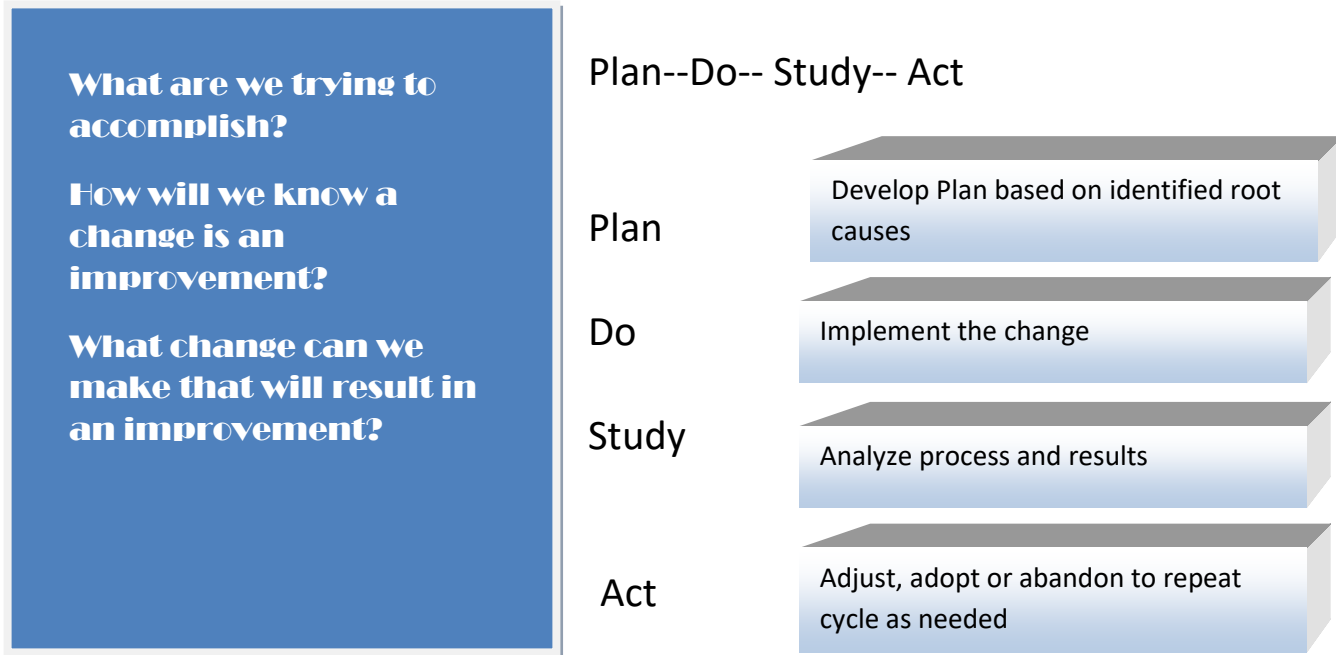 What are we trying to
accomplish?
How will we know a
change is an
improvement?
What change can we
make that will result in
an improvement?
Plan--Do-- Study-- Act
Plan
Develop Plan based on identified root
causes
Do
Implement the change
Study
Analyze process and results
Act
Adjust, adopt or abandon to repeat
cycle as needed